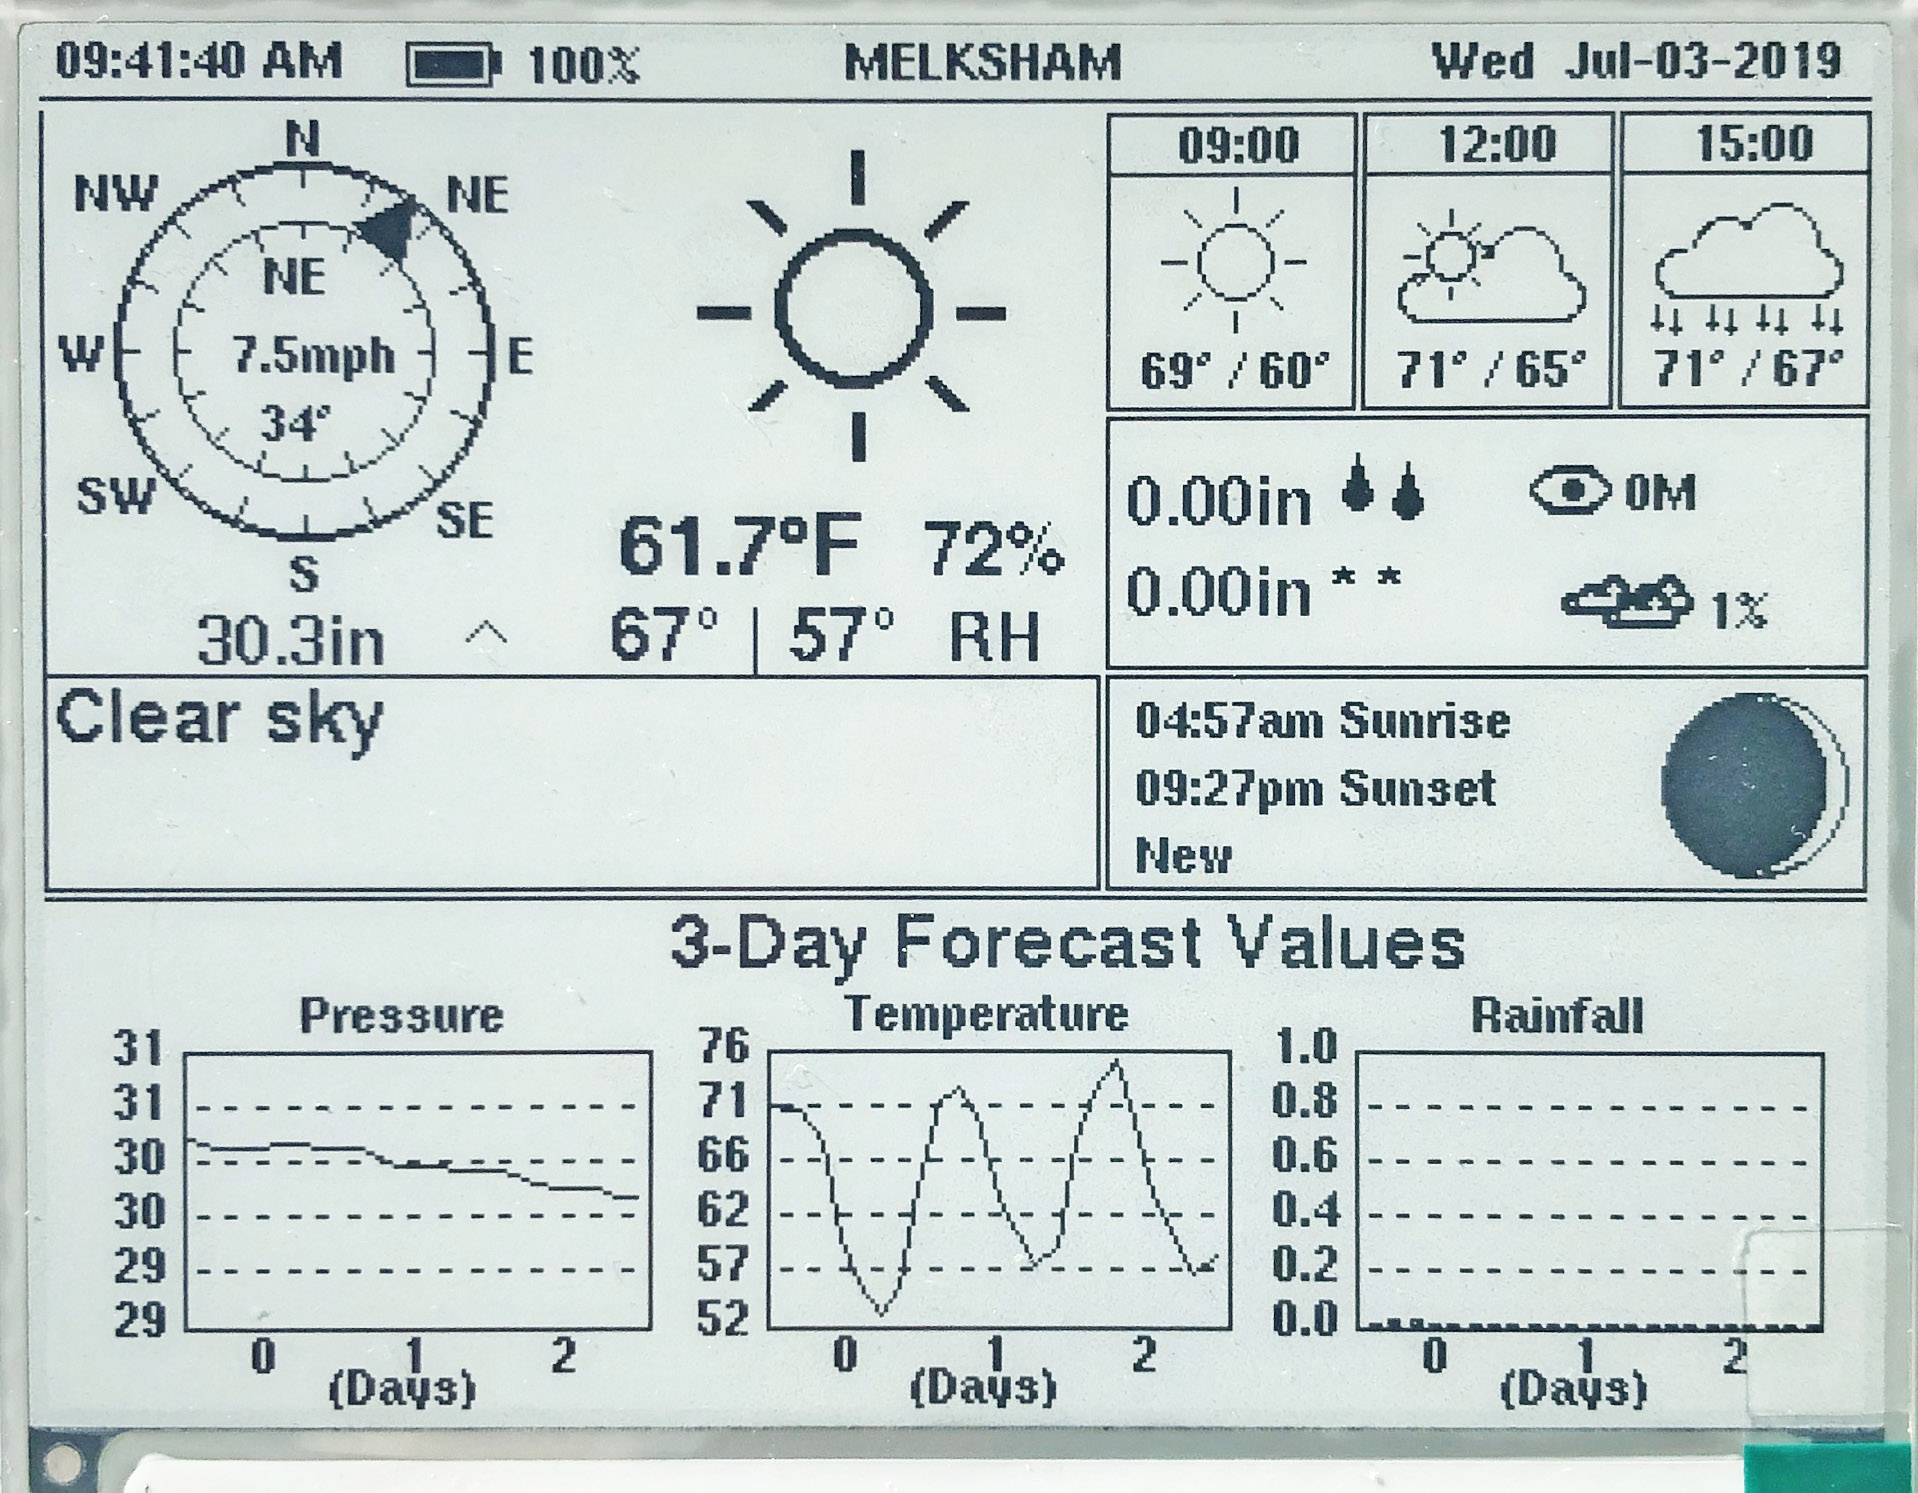 09:41:40 AM 100% MELKSHAM Wed Jul-03-2019
N
NW NE
W E
SW SE
S
NE
7.5mph
34°
30.3in ^
61.7°F 72%
67° | 57° RH
09:00 12:00 15:00
69° / 60° 71° / 65° 71° / 67°
0.00in 0M
0.00in * * 1%
Clear sky
04:57am Sunrise
09:27pm Sunset
New
3-Day Forecast Values
Pressure
31
31
30
30
29
29
0 1 2
(Days)
Temperature
76
71
66
62
57
52
0 1 2
(Days)
Rainfall
1.0
0.8
0.6
0.4
0.2
0.0
0 1 2
(Days)